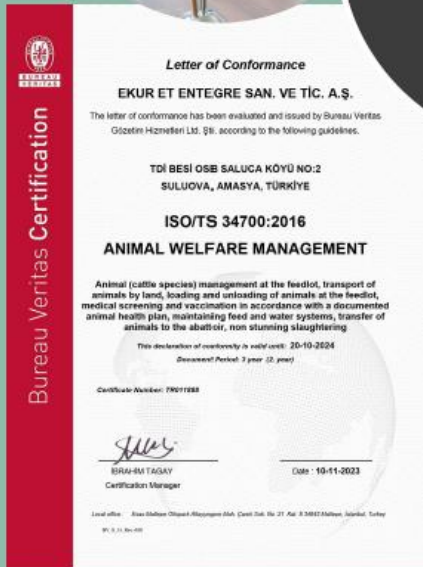 BUREAU
VERITAS
Bureau Veritas Certification
Letter of Conformance
EKUR ET ENTEGRE SAN. VE TİC. A.Ş.
The letter of conformance has been evaluated and issued by Bureau Veritas
Gözetim Hizmetleri Ltd. Şti. according to the following guidelines.
TDİ BESİ OSB SALUCA KÖYÜ NO:2
SULUOVA, AMASYA, TÜRKİYE
ISO/TS 34700:2016
ANIMAL WELFARE MANAGEMENT
Animal (cattle species) management at the feedlot, transport of
animals by land, loading and unloading of animals at the feedlot,
medical screening and vaccination in accordance with a documented
animal health plan, maintaining feed and water systems, transfer of
animals to the abattoir, non stunning slaughtering
This declaration of conformity is valid until: 20-10-2024
Document Period: 3 year (2. year)
Certificate Number:
IBRAHIM TAGAY
Certification Manager
Date : 10-11-2023
Local office :